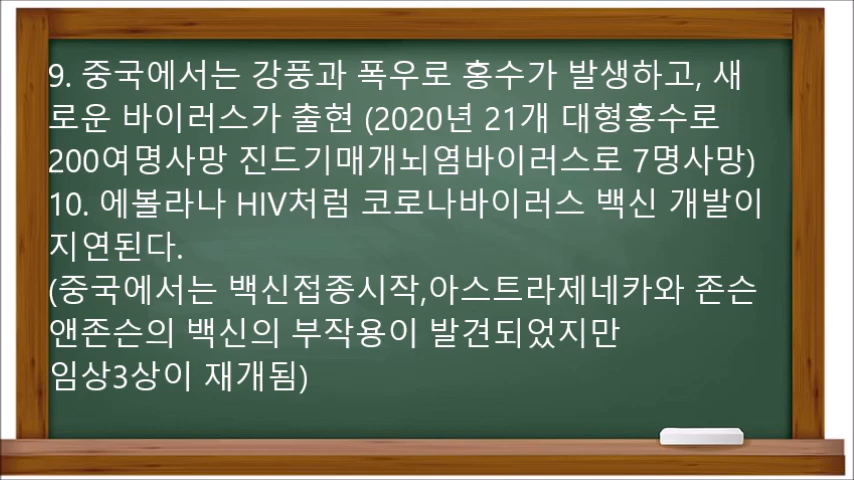 9. 중국에서는 강풍과 폭우로 홍수가 발생하고, 새
로운 바이러스가 출현 (2020년 21개 대형홍수로
200여명사망 진드기매개뇌염바이러스로 7명사망)
10. 에볼라나 HIV처럼 코로나바이러스 백신 개발이
지연된다.
(중국에서는 백신접종시작,아스트라제네카와 존슨
앤존슨의 백신의 부작용이 발견되었지만
임상3상이 재개됨)